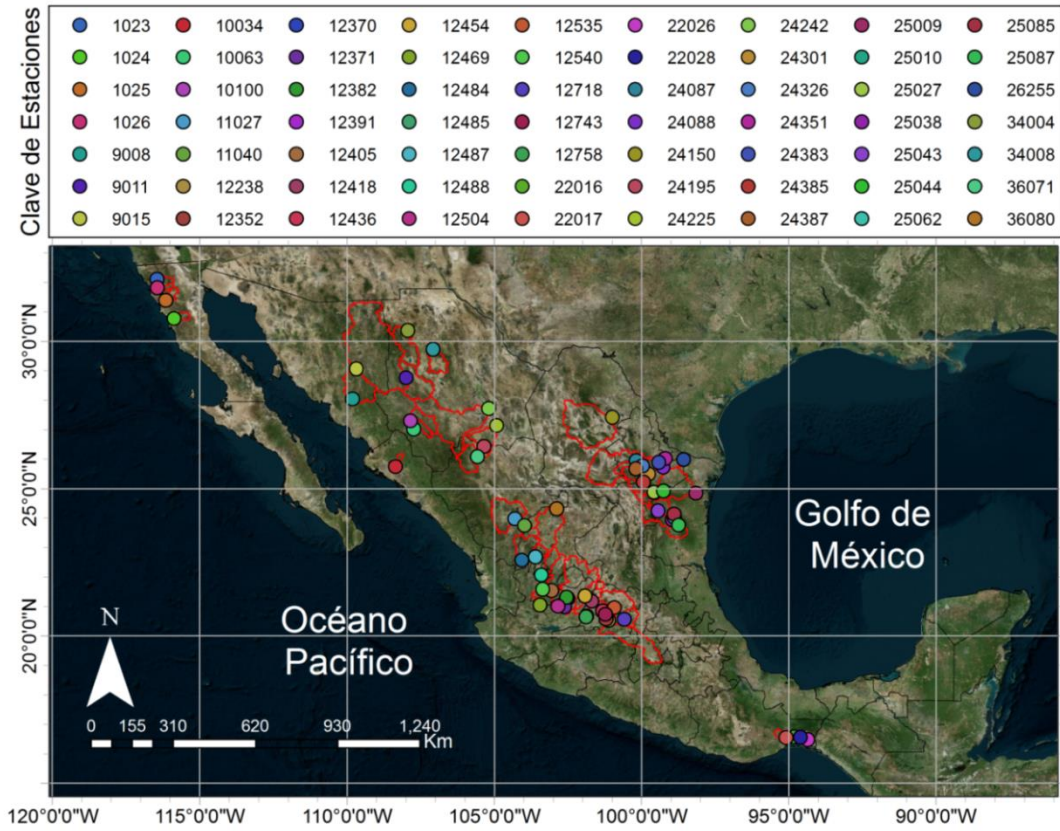 Clave de Estaciones
1023 10034 12370 12454 12535 22026 24242 25009 25085
1024 10063 12371 12469 12540 22028 24301 25010 25087
1025 10100 12382 12484 12718 24087 24326 25027 26255
1026 11027 12391 12485 12743 24088 24351 25038 34004
9008 11040 12405 12487 12758 24150 24383 25043 34008
9011 12238 12418 12488 22016 24195 24385 25044 36071
9015 12352 12436 12504 22017 24225 24387 25062 36080
30°0'0"N
25°0'0"N
20°0'0"N
Golfo de
México
Océano
Pacífico
N
0 155 310 620 930 1,240
Km
120°0'0"W 115°0'0"W 110°0'0"W 105°0'0"W 100°0'0"W 95°0'0"W 90°0'0"W